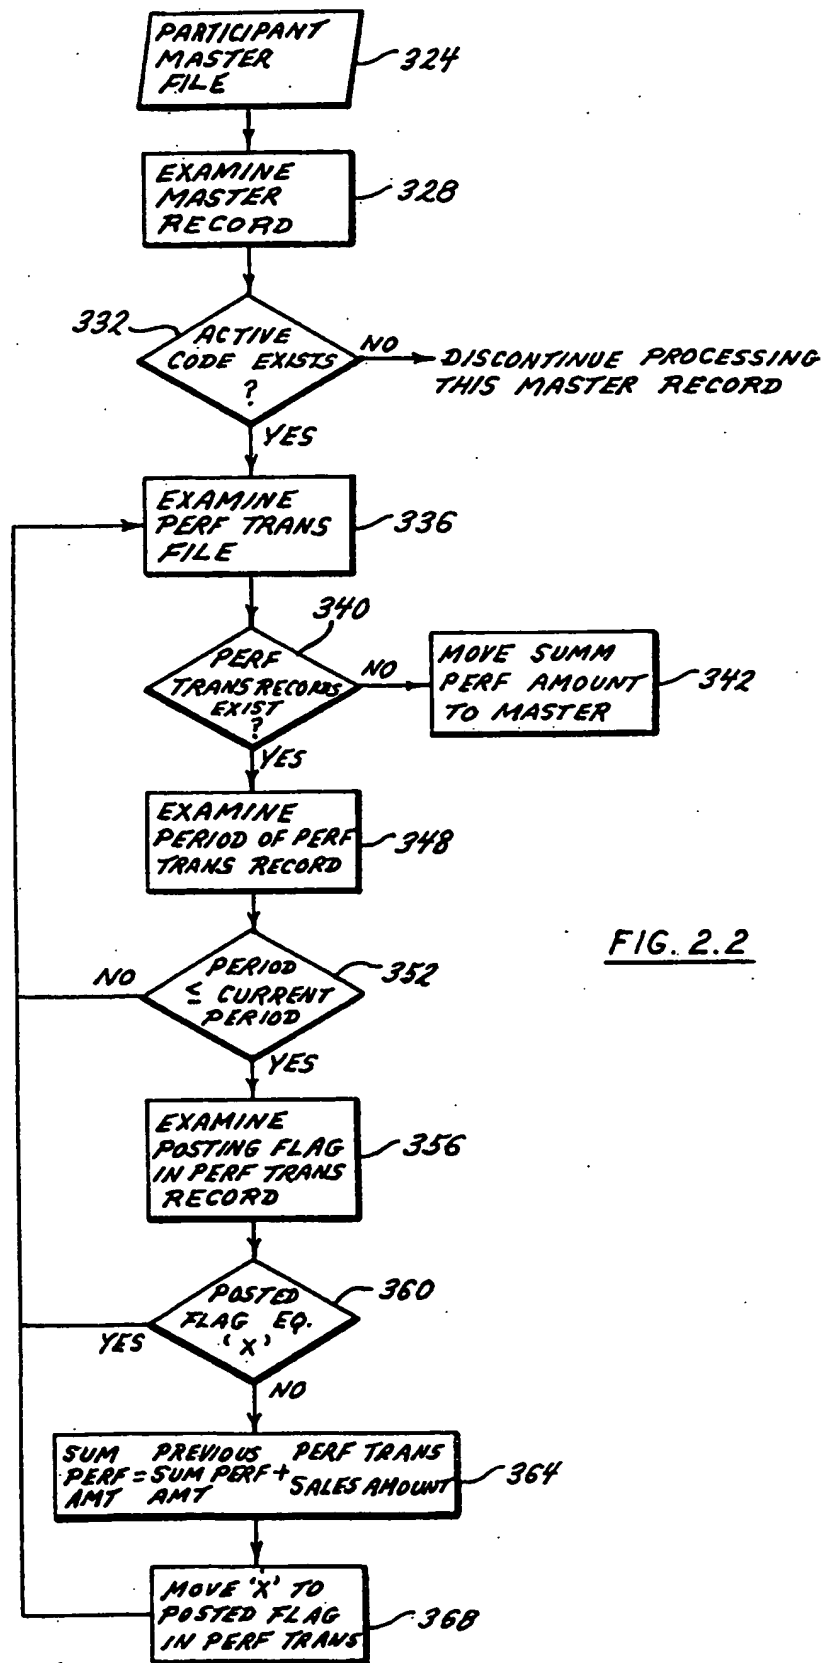 PARTICIPANT
MASTER
FILE
324
EXAMINE
MASTER
RECORD
328
332
ACTIVE
CODE EXISTS
?
NO
DISCONTINUE PROCESSING
THIS MASTER RECORD
YES
EXAMINE
PERF TRANS
FILE
336
340
PERF
TRANS RECORDS
EXIST
?
NO
MOVE SUMM
PERF AMOUNT
TO MASTER
342
YES
EXAMINE
PERIOD OF PERF
TRANS RECORD
348
PERIOD
≤ CURRENT
PERIOD
352
NO
FIG. 2.2
YES
EXAMINE
POSTING FLAG
IN PERF TRANS
RECORD
356
POSTED
FLAG EQ.
'X'
360
YES
NO
SUM PREVIOUS PERF TRANS
PERF = SUM PERF + SALES AMOUNT
AMT AMT
364
MOVE 'X' TO
POSTED FLAG
IN PERF TRANS
368